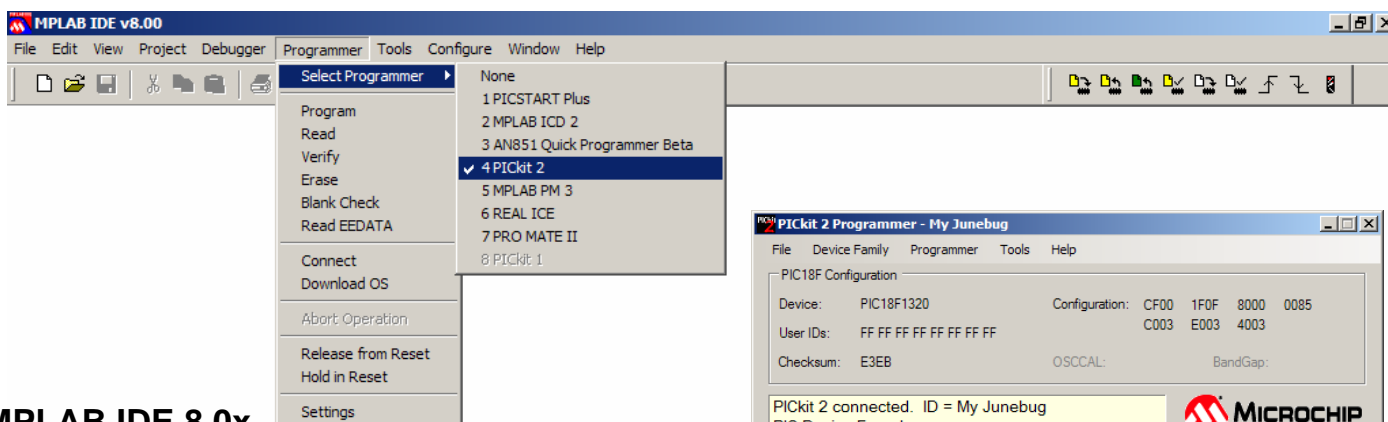 MPLAB IDE v8.00
File Edit View Project Debugger Programmer Tools Configure Window Help
Select Programmer
Program
Read
Verify
Erase
Blank Check
Read EEDATA
Connect
Download OS
Abort Operation
Release from Reset
Hold in Reset
Settings
None
1 PICSTART Plus
2 MPLAB ICD 2
3 AN851 Quick Programmer Beta
4 PICkit 2
5 MPLAB PM 3
6 REAL ICE
7 PRO MATE II
8 PICkit 1
PICkit 2 Programmer - My Junebug
File Device Family Programmer Tools Help
PIC18F Configuration
Device: PIC18F1320 Configuration: CF00 1F0F 8000 0085
C003 E003 4003
User IDs: FF FF FF FF FF FF FF FF
Checksum: E3EB OSCCAL: BandGap:
PICkit 2 connected. ID = My Junebug
MICROCHIP
MPLAB IDE 8.0x